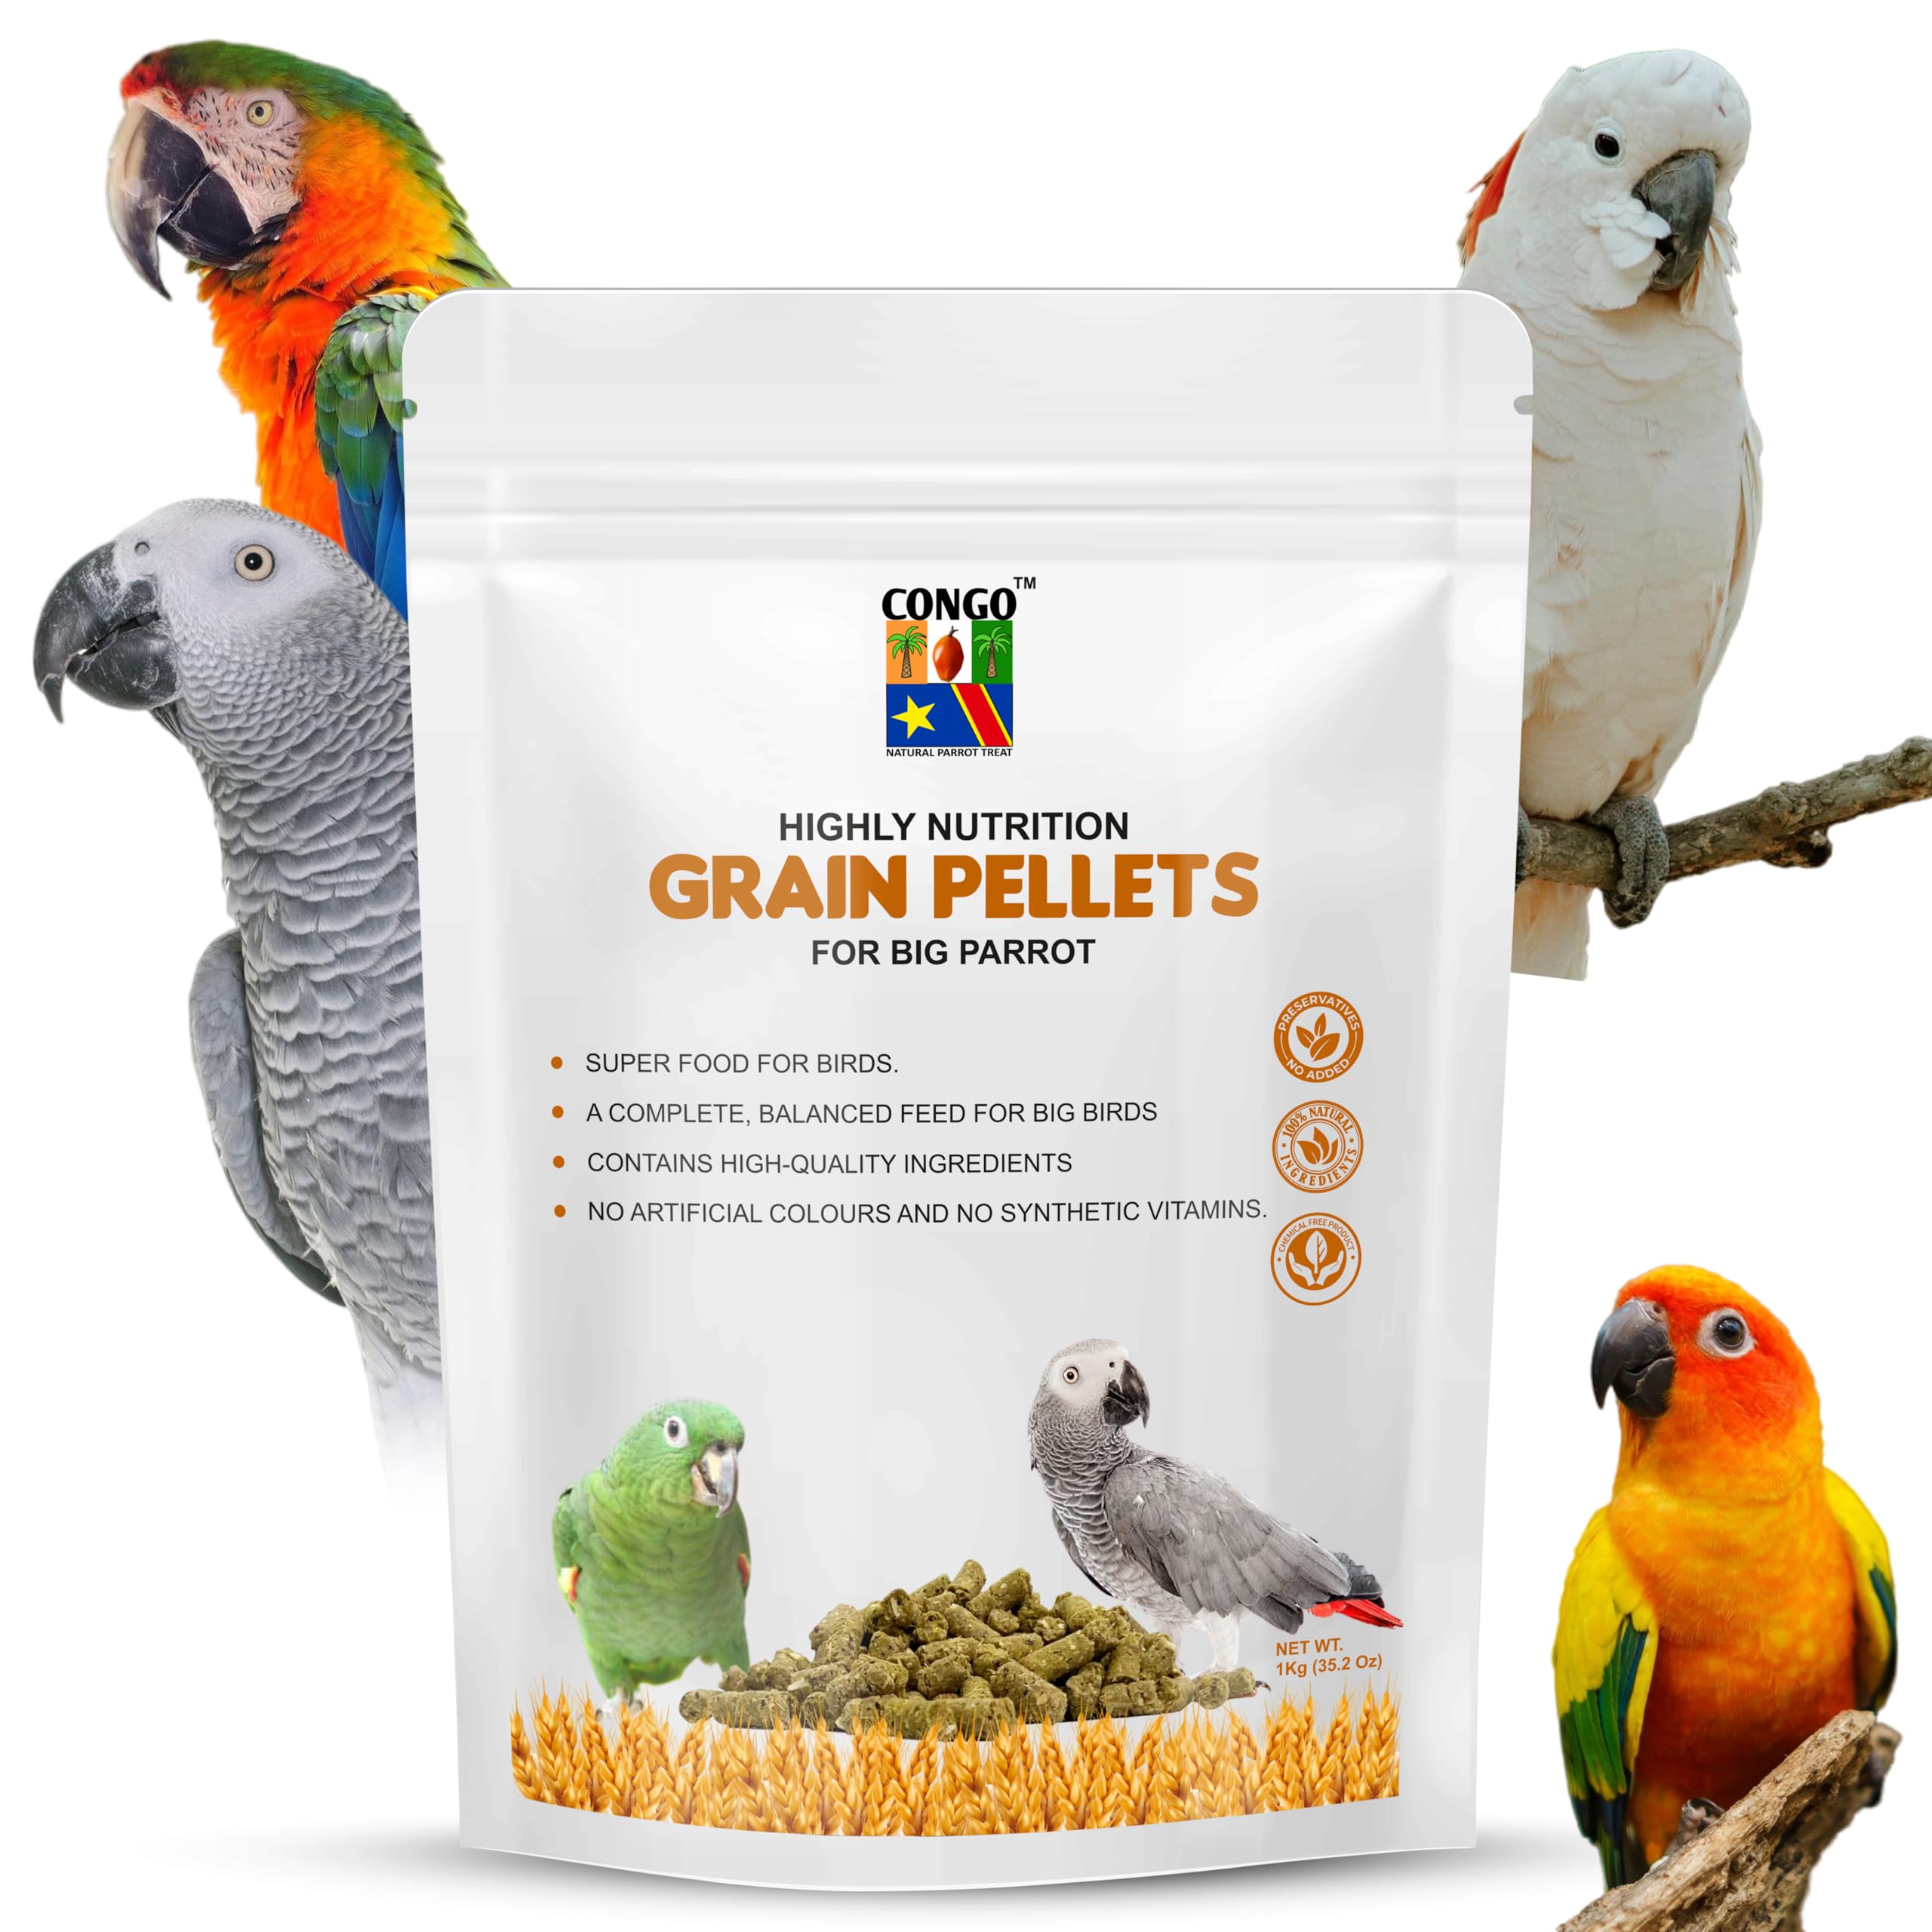 CONGO™
NATURAL PARROT TREAT
HIGHLY NUTRITION
GRAIN PELLETS
FOR BIG PARROT
SUPER FOOD FOR BIRDS.
A COMPLETE, BALANCED FEED FOR BIG BIRDS
CONTAINS HIGH-QUALITY INGREDIENTS
NO ARTIFICIAL COLOURS AND NO SYNTHETIC VITAMINS.
PRESERVATIVES
NO ADDED
100% NATURAL
INGREDIENTS
CHEMICAL FREE PRODUCT
NET WT.
1Kg (35.2 Oz)